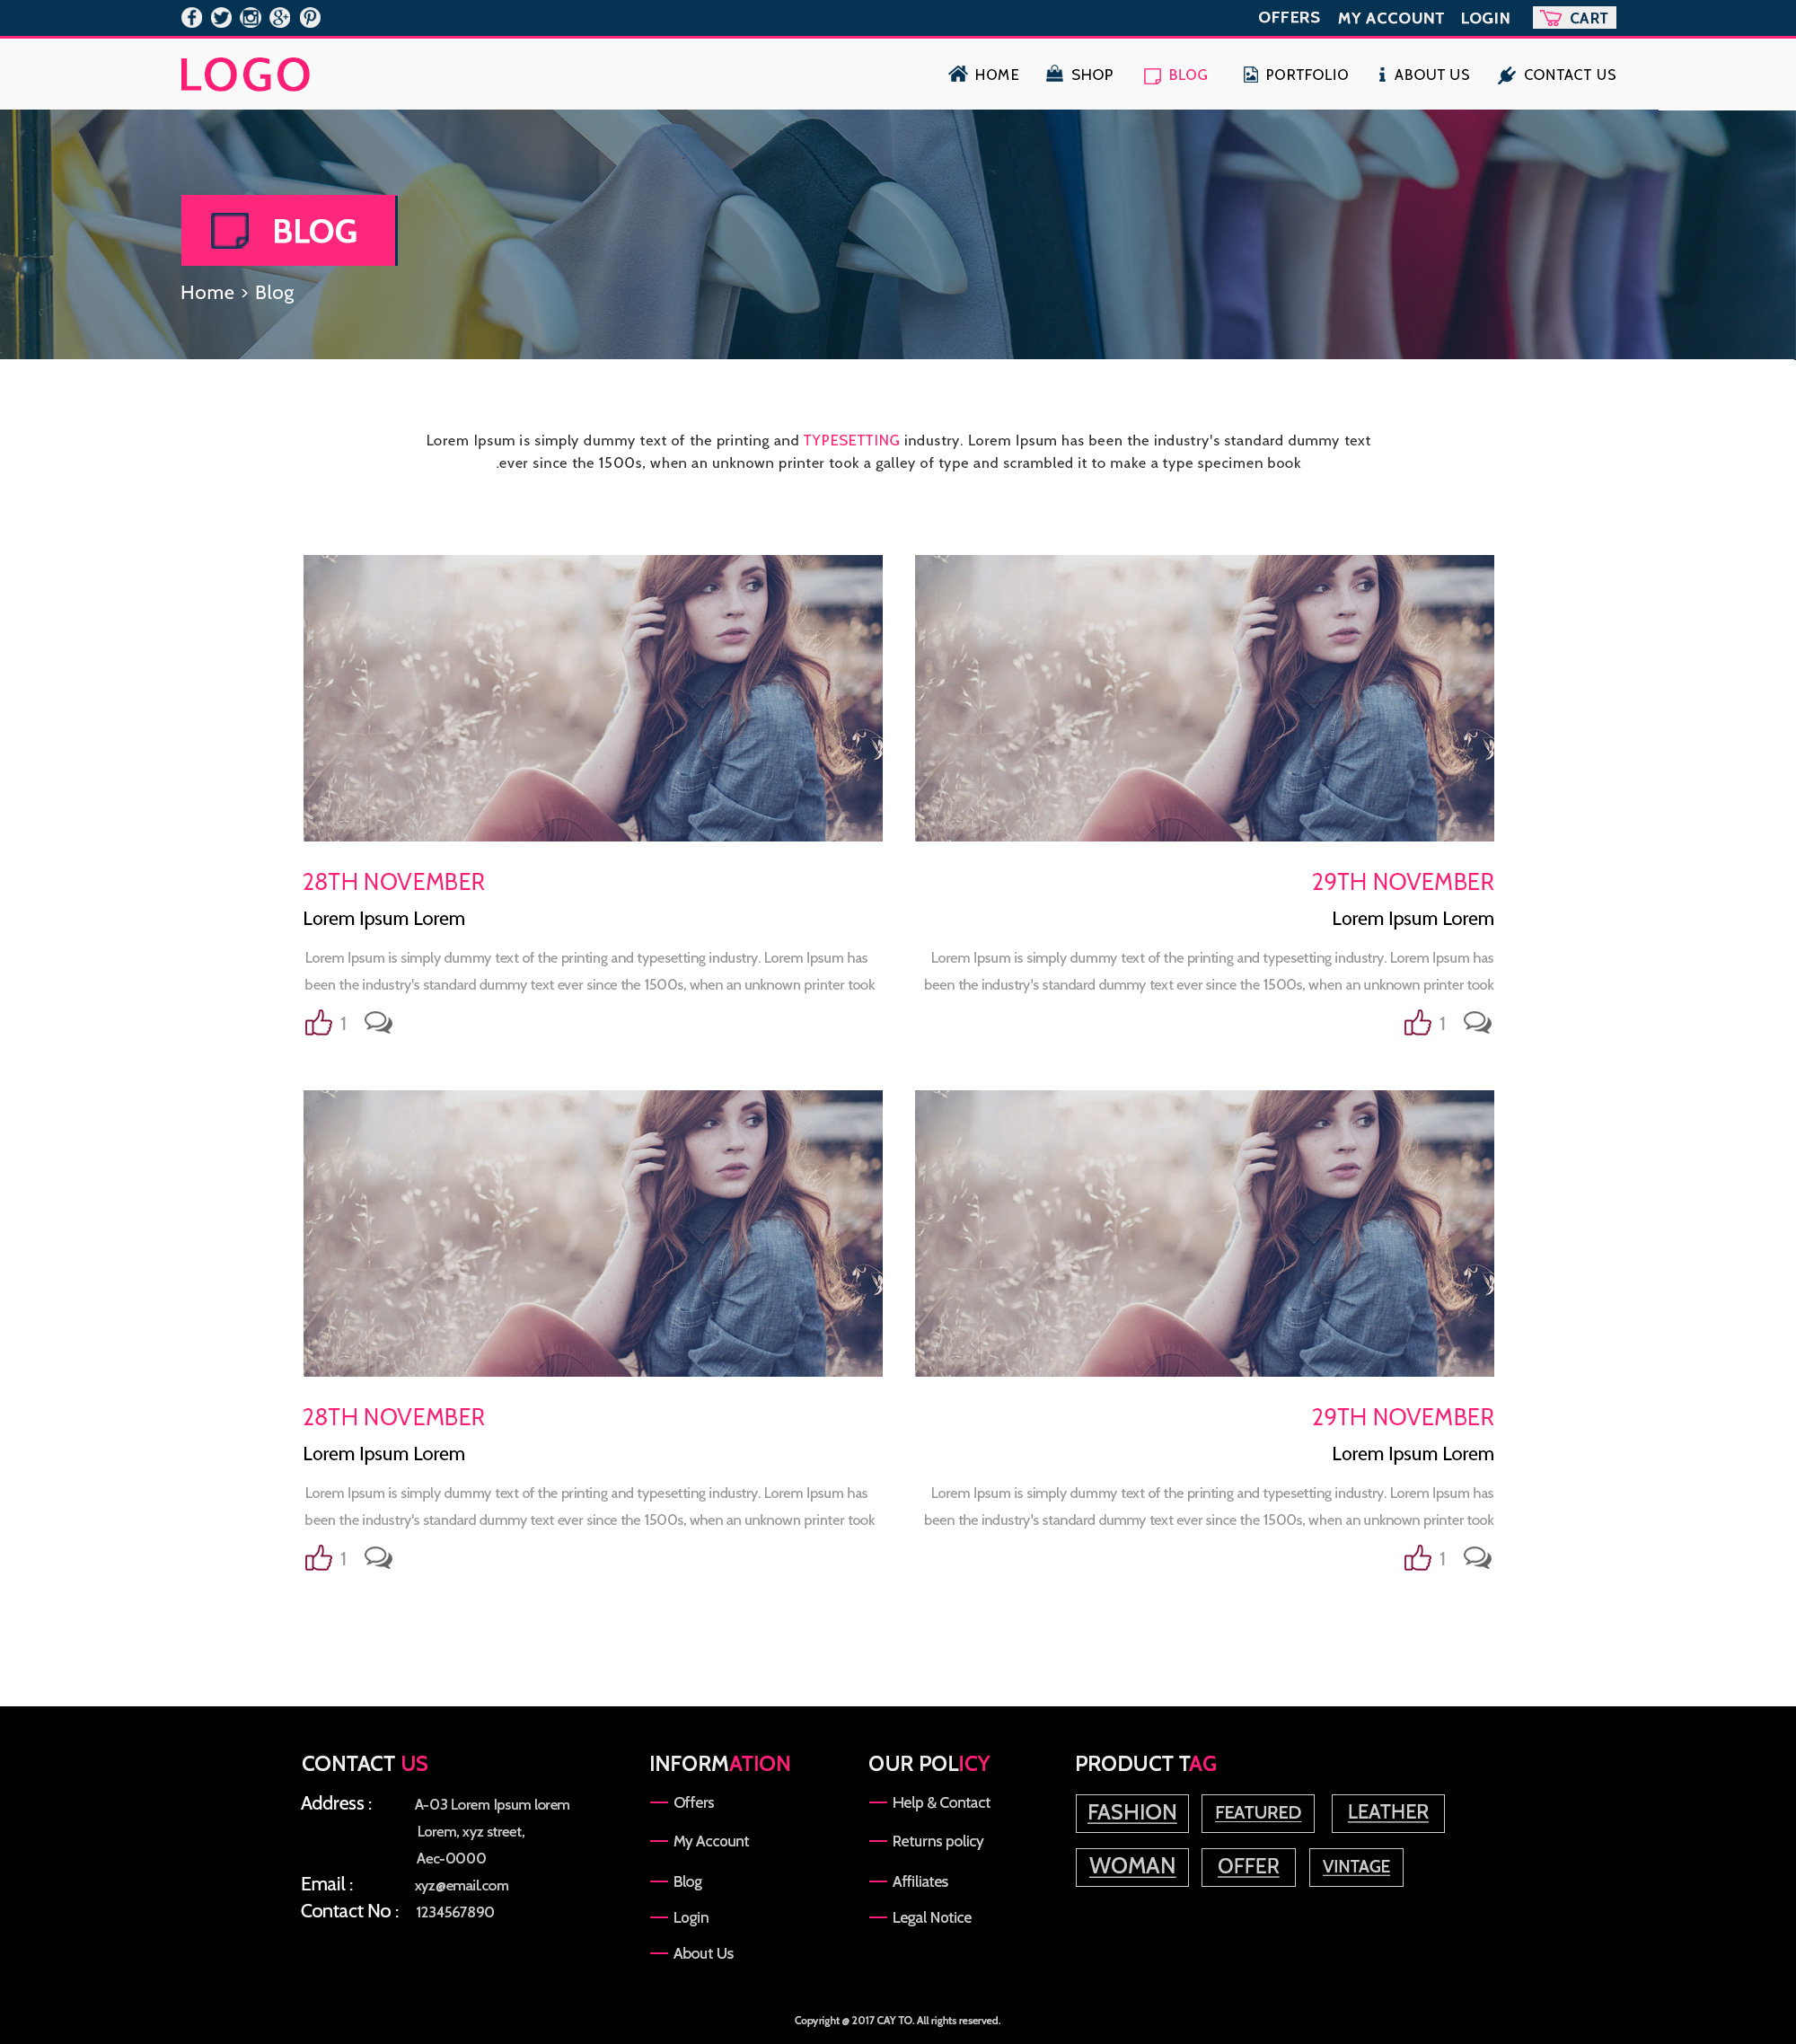 OFFERS MY ACCOUNT LOGIN CART
LOGO
HOME SHOP BLOG PORTFOLIO ABOUT US CONTACT US
BLOG
Home > Blog
Lorem Ipsum is simply dummy text of the printing and TYPESETTING industry. Lorem Ipsum has been the industry's standard dummy text
.ever since the 1500s, when an unknown printer took a galley of type and scrambled it to make a type specimen book
28TH NOVEMBER
Lorem Ipsum Lorem
Lorem Ipsum is simply dummy text of the printing and typesetting industry. Lorem Ipsum has
been the industry's standard dummy text ever since the 1500s, when an unknown printer took
1
29TH NOVEMBER
Lorem Ipsum Lorem
Lorem Ipsum is simply dummy text of the printing and typesetting industry. Lorem Ipsum has
been the industry's standard dummy text ever since the 1500s, when an unknown printer took
1
28TH NOVEMBER
Lorem Ipsum Lorem
Lorem Ipsum is simply dummy text of the printing and typesetting industry. Lorem Ipsum has
been the industry's standard dummy text ever since the 1500s, when an unknown printer took
1
29TH NOVEMBER
Lorem Ipsum Lorem
Lorem Ipsum is simply dummy text of the printing and typesetting industry. Lorem Ipsum has
been the industry's standard dummy text ever since the 1500s, when an unknown printer took
1
CONTACT US
Address : A-03 Lorem Ipsum lorem
Lorem, xyz street,
Aec-0000
Email : xyz@email.com
Contact No : 1234567890
INFORMATION
Offers
My Account
Blog
Login
About Us
OUR POLICY
Help & Contact
Returns policy
Affiliates
Legal Notice
PRODUCT TAG
FASHION FEATURED LEATHER
WOMAN OFFER VINTAGE
Copyright @ 2017 CAY TO. All rights reserved.